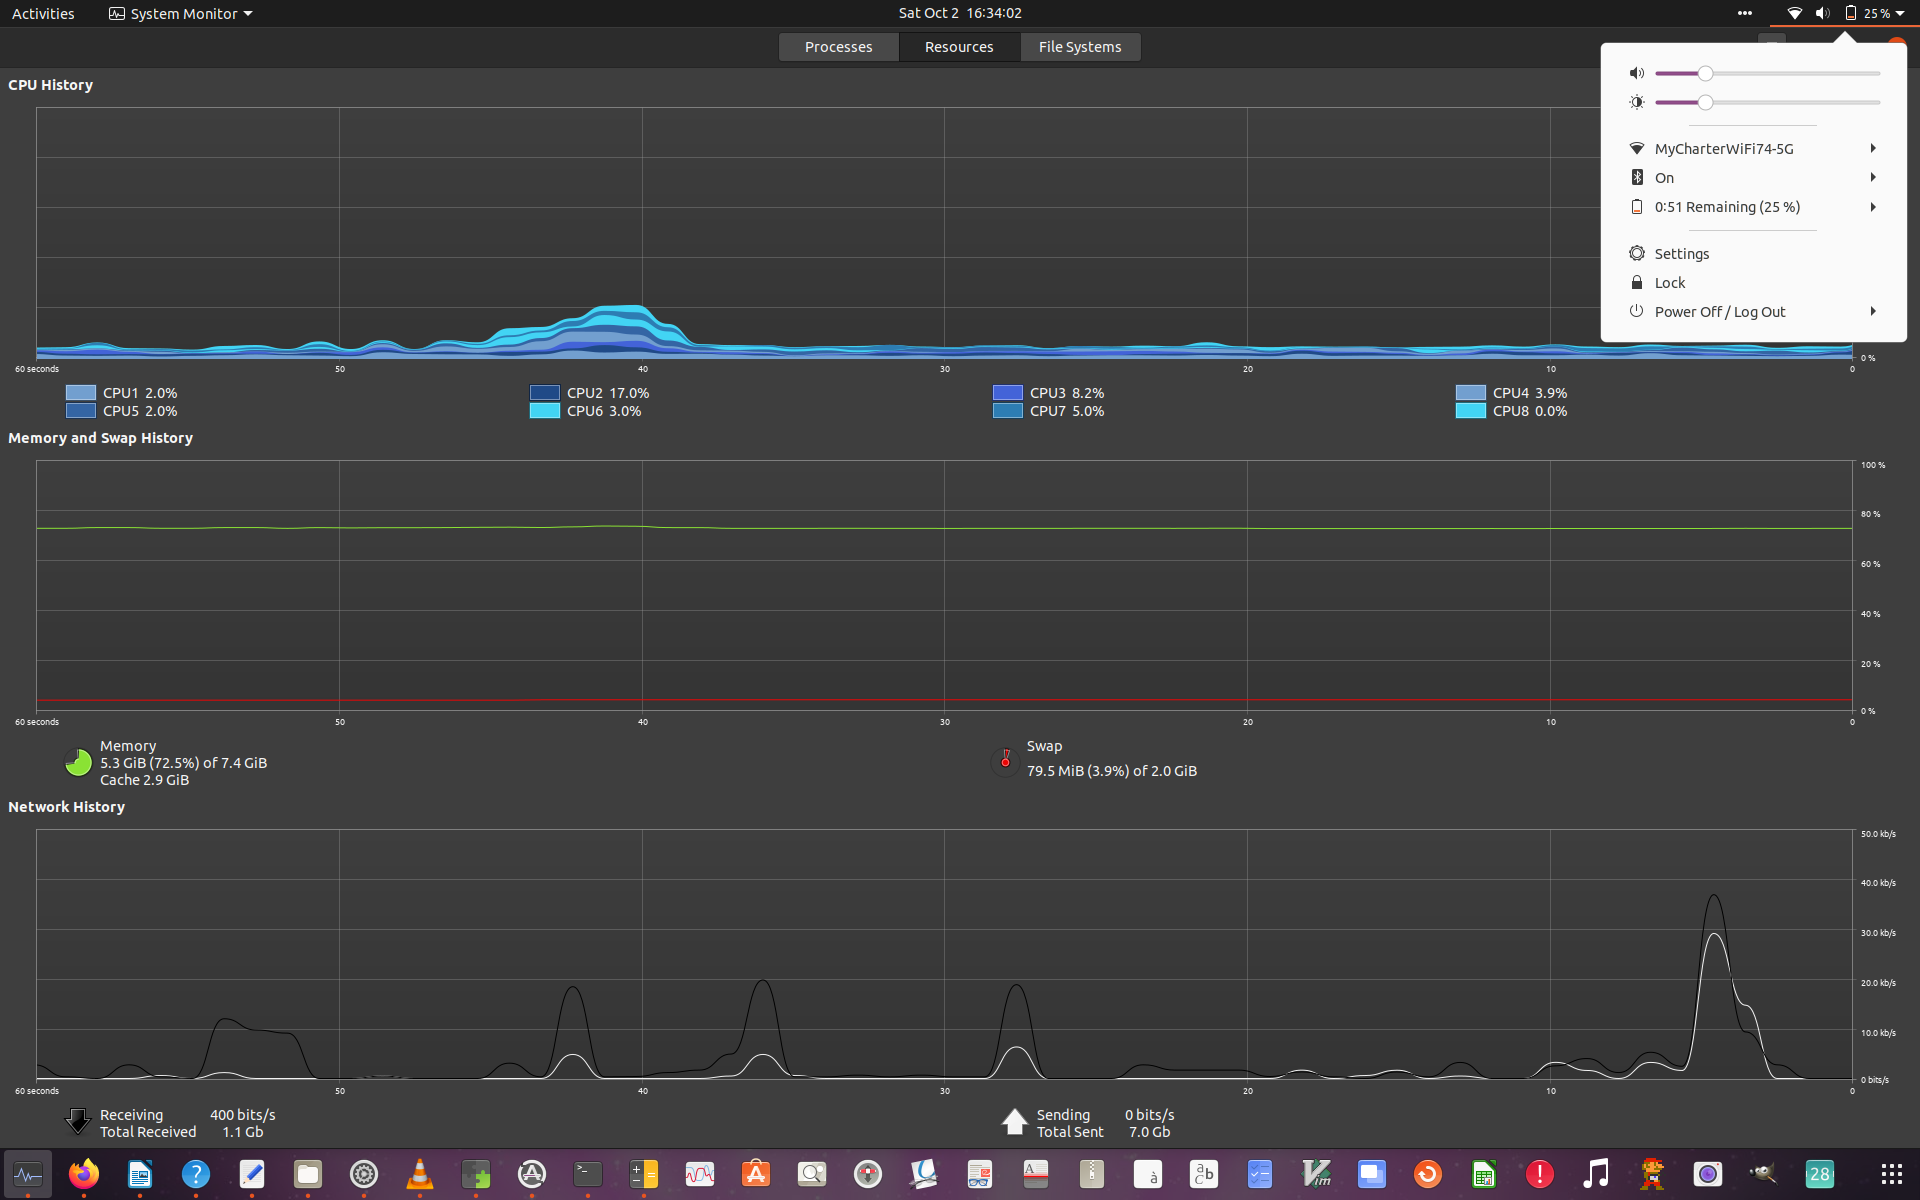 Activities
System Monitor
Sat Oct 2 16:34:02
25 %
Processes
Resources
File Systems
MyCharterWiFi74-5G
On
0:51 Remaining (25 %)
Settings
Lock
Power Off / Log Out
CPU History
0 %
60 seconds 50 40 30 20 10 0
CPU1 2.0% CPU2 17.0% CPU3 8.2% CPU4 3.9%
CPU5 2.0% CPU6 3.0% CPU7 5.0% CPU8 0.0%
Memory and Swap History
100 %
80 %
60 %
40 %
20 %
0 %
60 seconds 50 40 30 20 10 0
Memory
5.3 GiB (72.5%) of 7.4 GiB
Cache 2.9 GiB
Swap
79.5 MiB (3.9%) of 2.0 GiB
Network History
50.0 kb/s
40.0 kb/s
30.0 kb/s
20.0 kb/s
10.0 kb/s
0 bits/s
60 seconds 50 40 30 20 10 0
Receiving 400 bits/s
Total Received 1.1 Gb
Sending 0 bits/s
Total Sent 7.0 Gb
?
>_
A
à
a b c
Vim
!
28